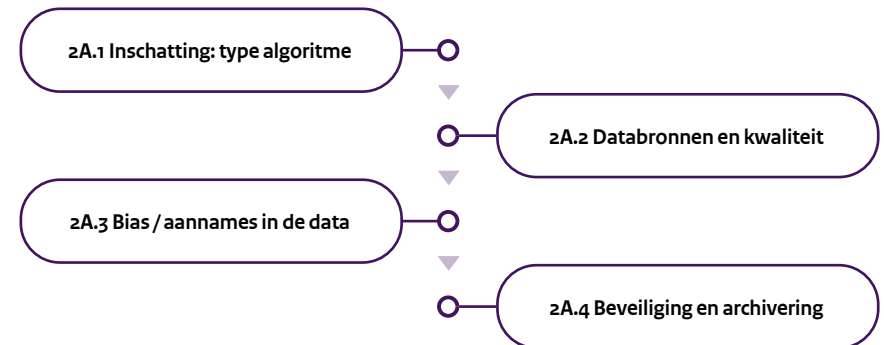 2A.1 Inschatting: type algoritme
2A.2 Databronnen en kwaliteit
2A.3 Bias / aannames in de data
2A.4 Beveiliging en archivering